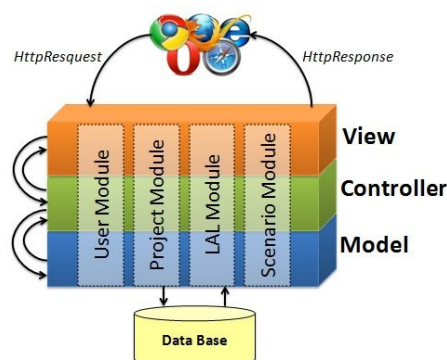 HttpResquest
HttpResponse
View
Controller
Model
User Module
Project Module
LAL Module
Scenario Module
Data Base